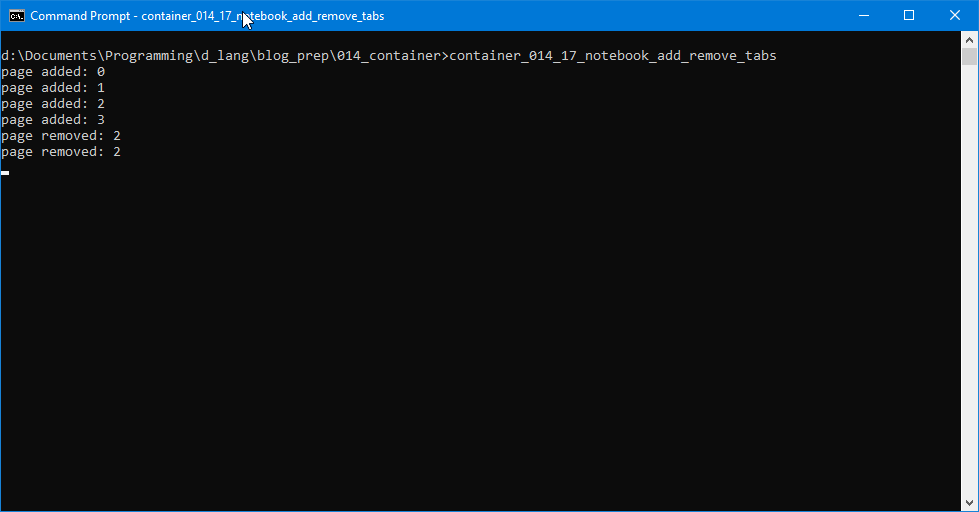 Command Prompt - container_014_17_notebook_add_remove_tabs
d:\Documents\Programming\d_lang\blog_prep\014_container>container_014_17_notebook_add_remove_tabs
page added: 0
page added: 1
page added: 2
page added: 3
page removed: 2
page removed: 2